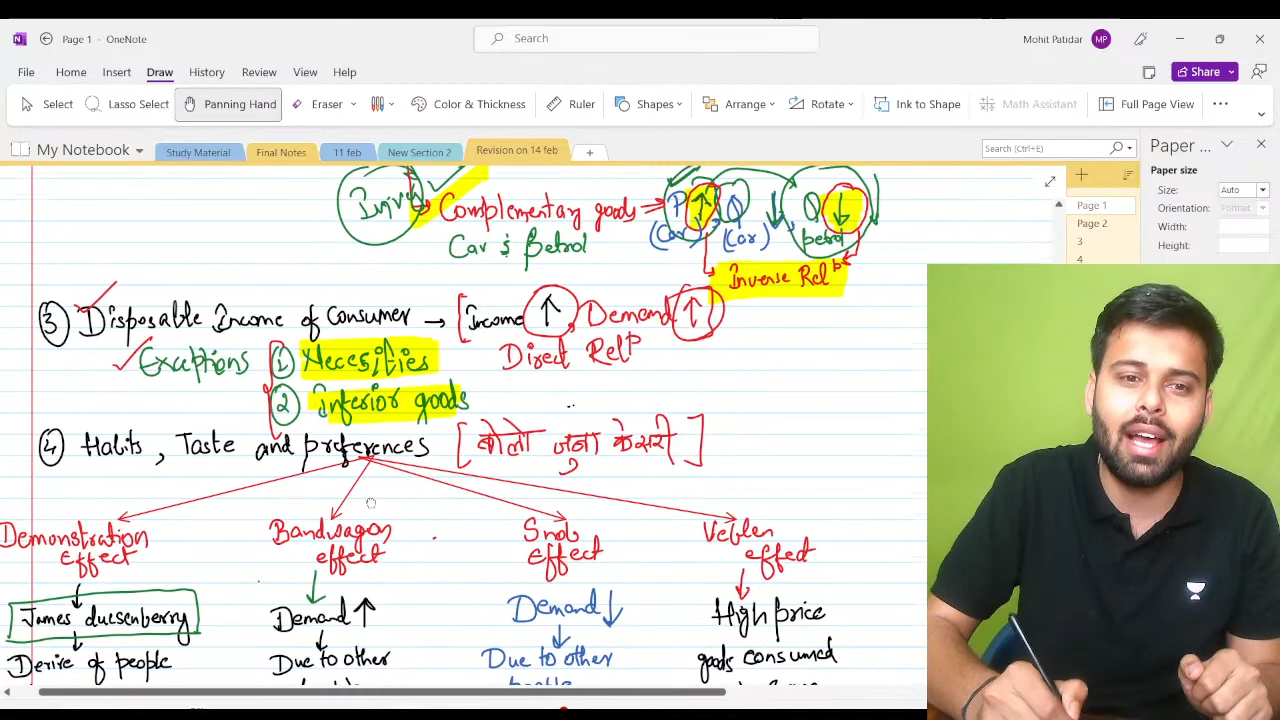 Page 1 - OneNote
Search
Mohit Patidar MP
File Home Insert Draw History Review View Help
Share
Select Lasso Select Panning Hand Eraser Color & Thickness Ruler Shapes Arrange Rotate Ink to Shape Math Assistant Full Page View
My Notebook Study Material Final Notes 11 feb New Section 2 Revision on 14 feb +
Search (Ctrl+E)
Paper ...
Paper size
Size: Auto
Width:
Height:
Page 1
Page 2
3
4
Complementary goods ⇒ P ↑, Q ↓, Q ↓
(Car) (Car) petrol
Car & Petrol
Inverse Relⁿ
③ Disposable Income of Consumer → [Income ↑, Demand ↑]
Exceptions ① Necesities Direct Relⁿ
② Inferior goods
④ Habits, Taste and preferences [बोलो जुबा केसरी]
Demonstration Effect
Bandwagon effect
Snob Effect
Veblen effect
James duesenberry
Demand ↑
Demand ↓
High price
Desire of people
Due to other
Due to other
goods consumed